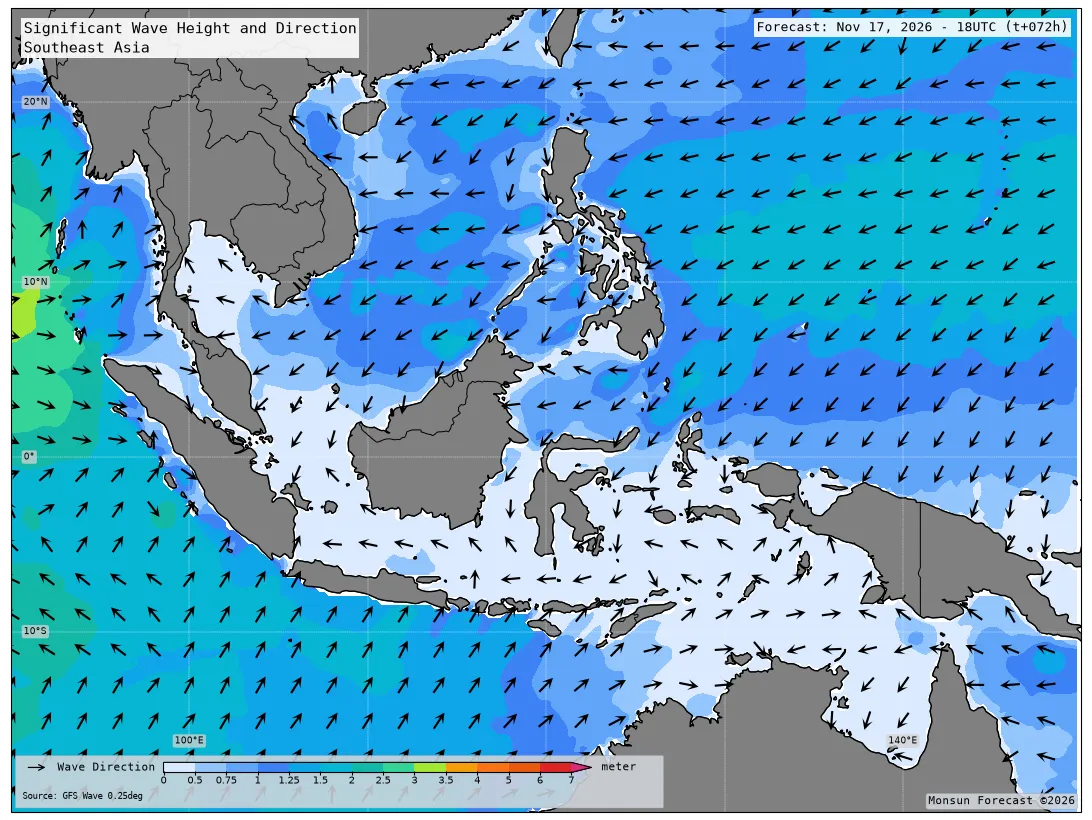 Significant Wave Height and Direction
Southeast Asia
Forecast: Nov 17, 2026 - 18UTC (t+072h)
20°N
10°N
0°
10°S
100°E
140°E
Wave Direction
meter
0 0.5 0.75 1 1.25 1.5 2 2.5 3 3.5 4 5 6 7
Source: GFS Wave 0.25deg
Monsun Forecast ©2026